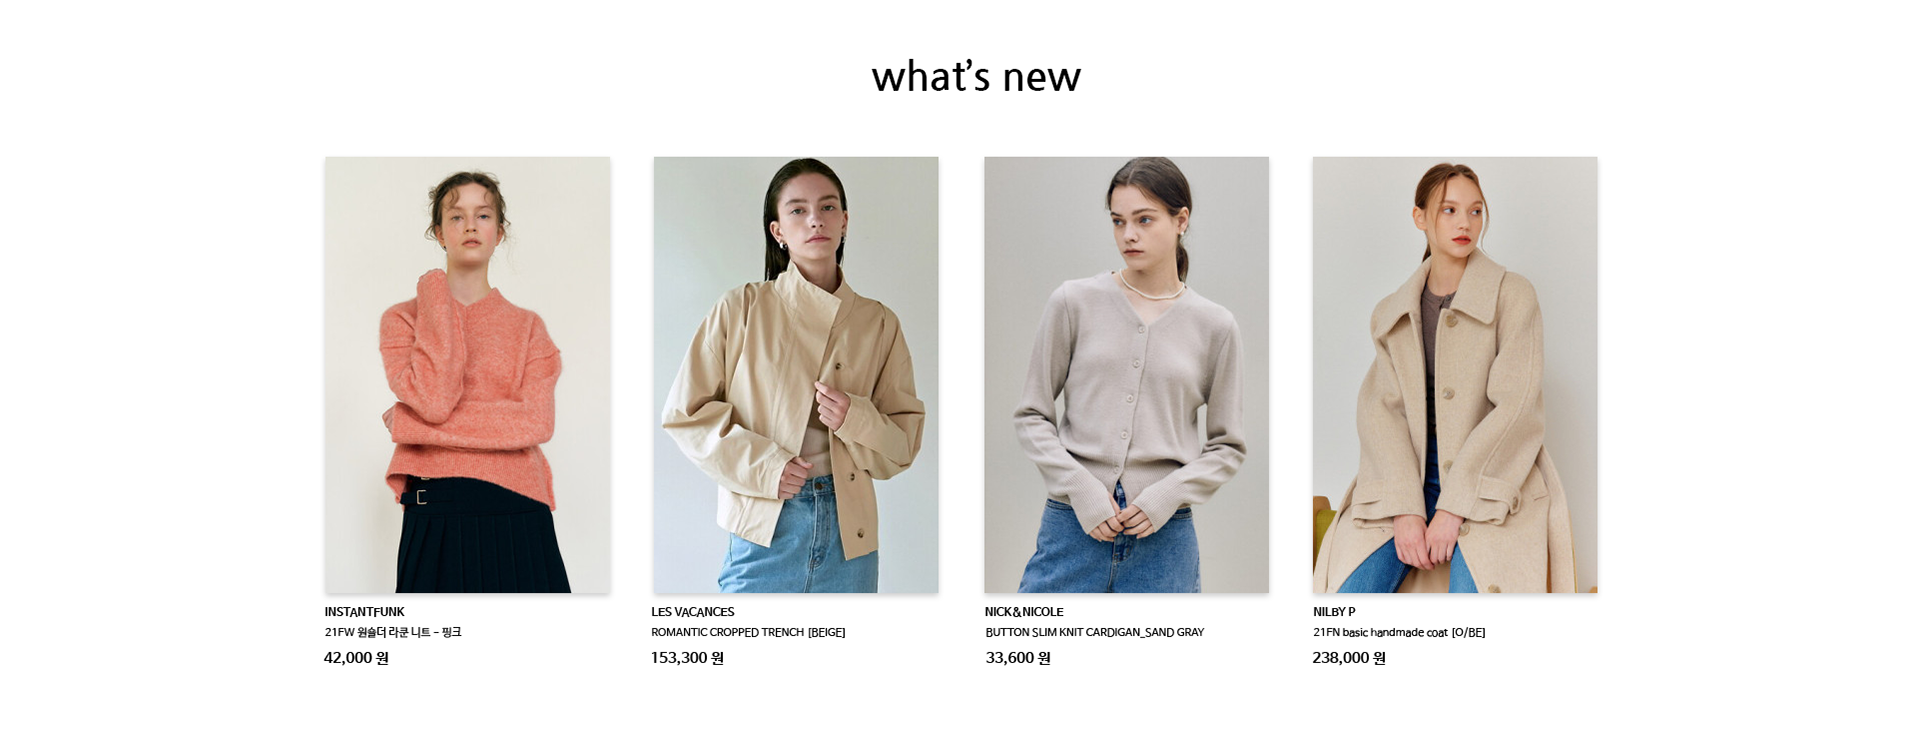 what's new
INSTANTFUNK
21FW 원숄더 라쿤 니트 - 핑크
42,000 원
LES VACANCES
ROMANTIC CROPPED TRENCH [BEIGE]
153,300 원
NICK&NICOLE
BUTTON SLIM KNIT CARDIGAN_SAND GRAY
33,600 원
NILBY P
21FN basic handmade coat [O/BE]
238,000 원